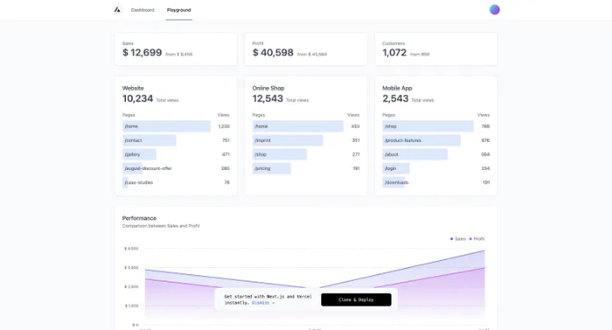 Dashboard Playground
Sales
$ 12,699 from $ 9,456
Profit
$ 40,598 from $ 45,564
Customers
1,072 from 856
Website
10,234 Total views
Pages Views
/home 1,230
/contact 751
/gallery 471
/august-discount-offer 280
/case-studies 78
Online Shop
12,543 Total views
Pages Views
/home 453
/imprint 351
/shop 271
/pricing 191
Mobile App
2,543 Total views
Pages Views
/shop 789
/product-features 676
/about 564
/login 234
/downloads 191
Performance
Comparison between Sales and Profit
Sales Profit
$ 4,000
$ 3,000
$ 2,000
$ 1,000
$ 0
Get started with Next.js and Vercel
instantly. Dismiss →
Clone & Deploy